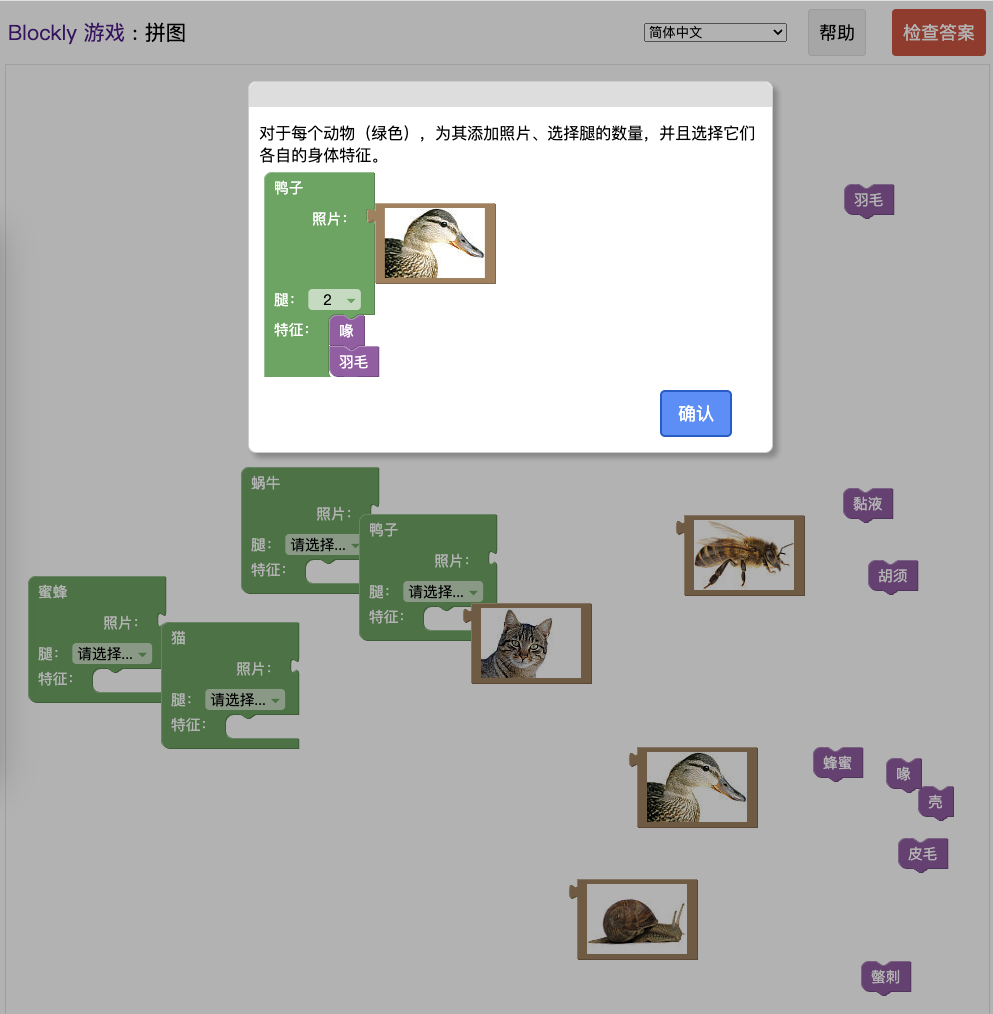 Blockly 游戏 : 拼图
简体中文
帮助
检查答案
对于每个动物（绿色），为其添加照片、选择腿的数量，并且选择它们
各自的身体特征。
鸭子
照片：
腿： 2
特征： 喙
羽毛
确认
羽毛
蜗牛
照片：
腿： 请选择...
特征：
鸭子
照片：
腿： 请选择...
特征：
蜜蜂
照片：
腿： 请选择...
特征：
猫
照片：
腿： 请选择...
特征：
黏液
胡须
蜂蜜
喙
壳
皮毛
螫刺